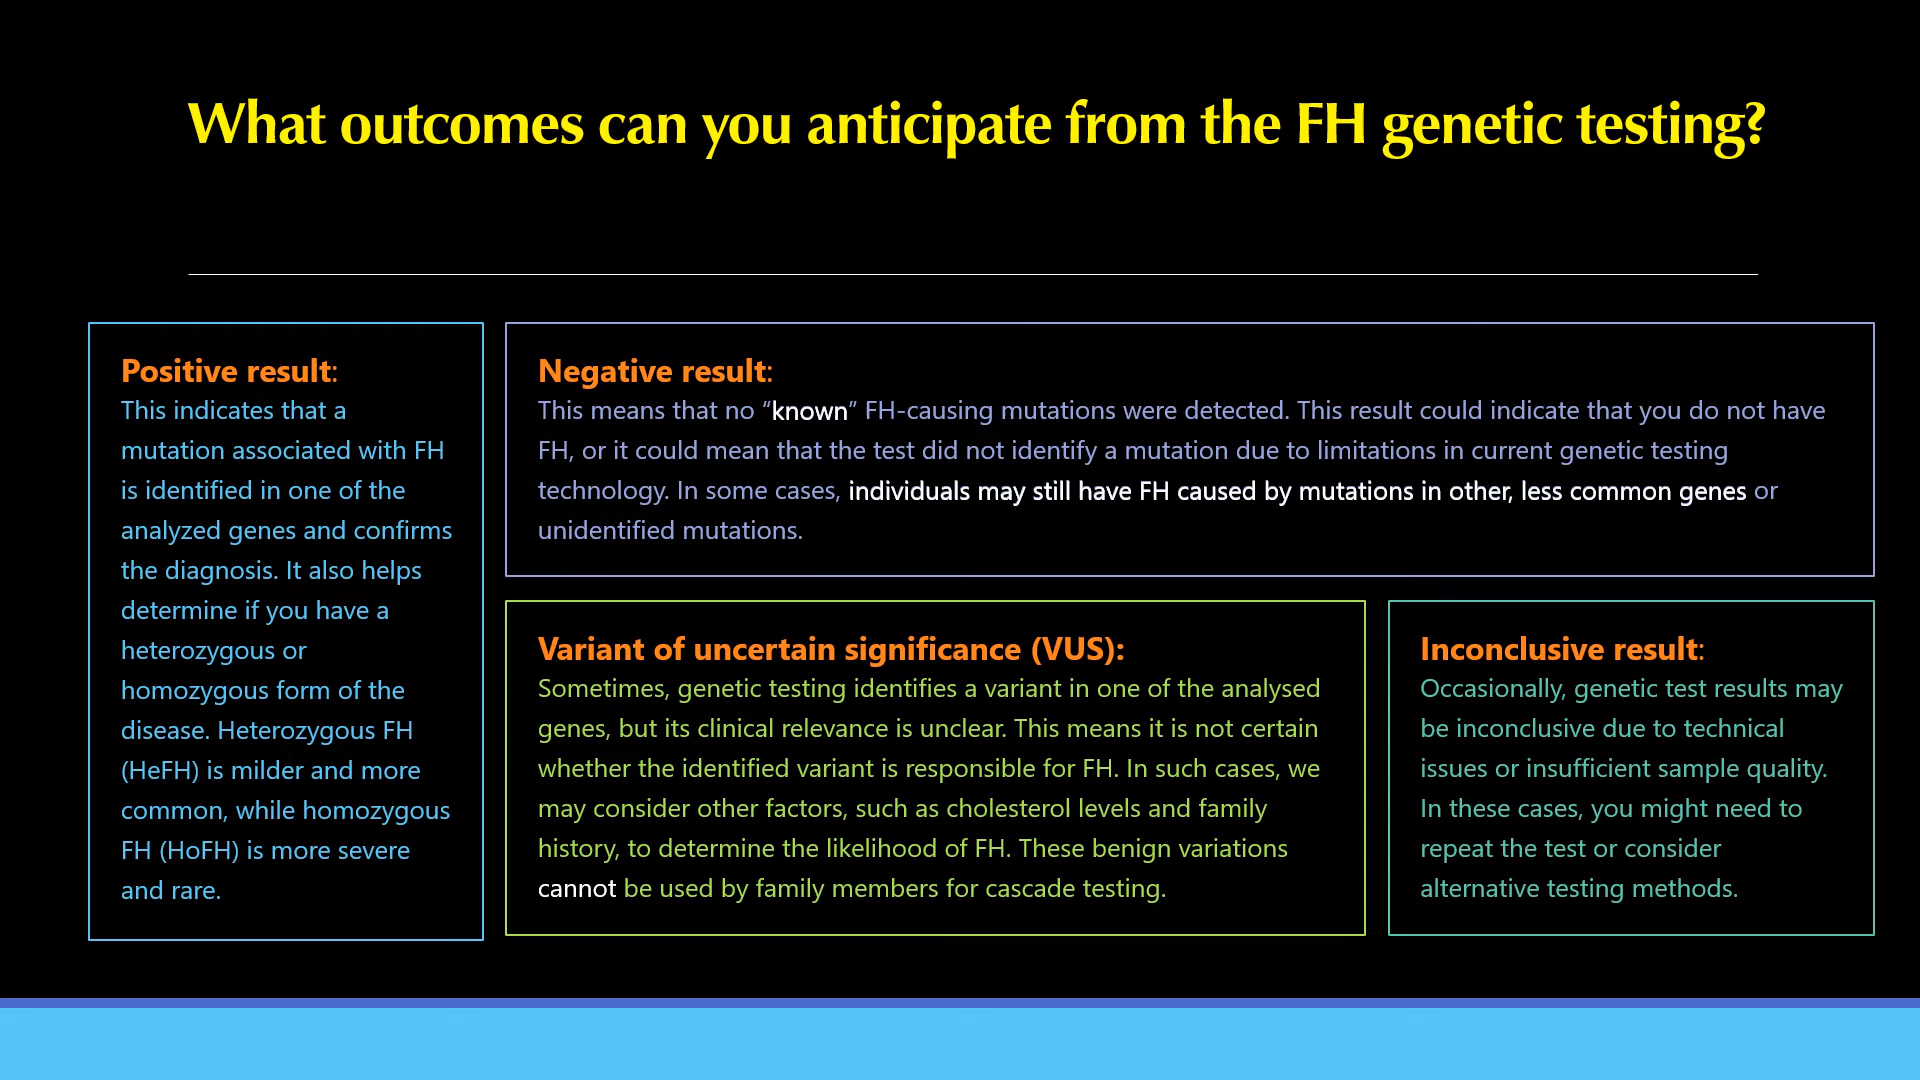 What outcomes can you anticipate from the FH genetic testing?
Positive result:
This indicates that a
mutation associated with FH
is identified in one of the
analyzed genes and confirms
the diagnosis. It also helps
determine if you have a
heterozygous or
homozygous form of the
disease. Heterozygous FH
(HeFH) is milder and more
common, while homozygous
FH (HoFH) is more severe
and rare.
Negative result:
This means that no “known” FH-causing mutations were detected. This result could indicate that you do not have
FH, or it could mean that the test did not identify a mutation due to limitations in current genetic testing
technology. In some cases, individuals may still have FH caused by mutations in other, less common genes or
unidentified mutations.
Variant of uncertain significance (VUS):
Sometimes, genetic testing identifies a variant in one of the analysed
genes, but its clinical relevance is unclear. This means it is not certain
whether the identified variant is responsible for FH. In such cases, we
may consider other factors, such as cholesterol levels and family
history, to determine the likelihood of FH. These benign variations
cannot be used by family members for cascade testing.
Inconclusive result:
Occasionally, genetic test results may
be inconclusive due to technical
issues or insufficient sample quality.
In these cases, you might need to
repeat the test or consider
alternative testing methods.